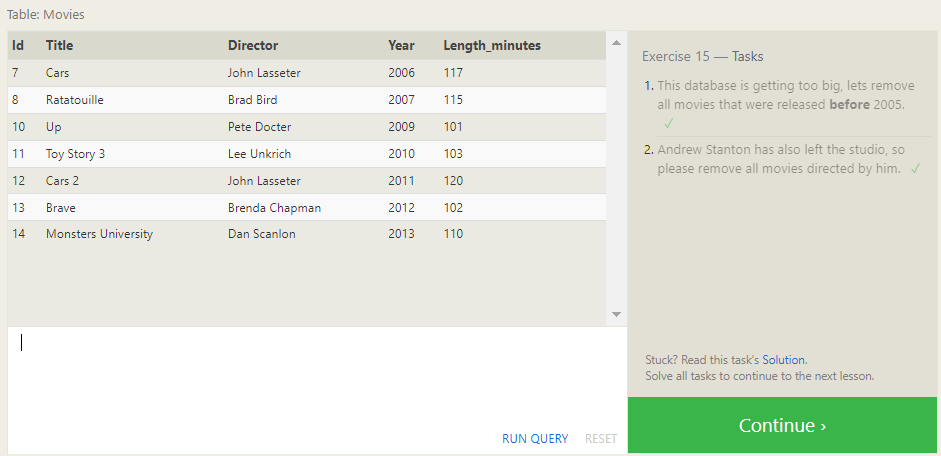 Table: Movies
Id Title Director Year Length_minutes
7 Cars John Lasseter 2006 117
8 Ratatouille Brad Bird 2007 115
10 Up Pete Docter 2009 101
11 Toy Story 3 Lee Unkrich 2010 103
12 Cars 2 John Lasseter 2011 120
13 Brave Brenda Chapman 2012 102
14 Monsters University Dan Scanlon 2013 110
RUN QUERY RESET
Exercise 15 — Tasks
1. This database is getting too big, lets remove
all movies that were released before 2005.
✓
2. Andrew Stanton has also left the studio, so
please remove all movies directed by him. ✓
Stuck? Read this task's Solution.
Solve all tasks to continue to the next lesson.
Continue ›